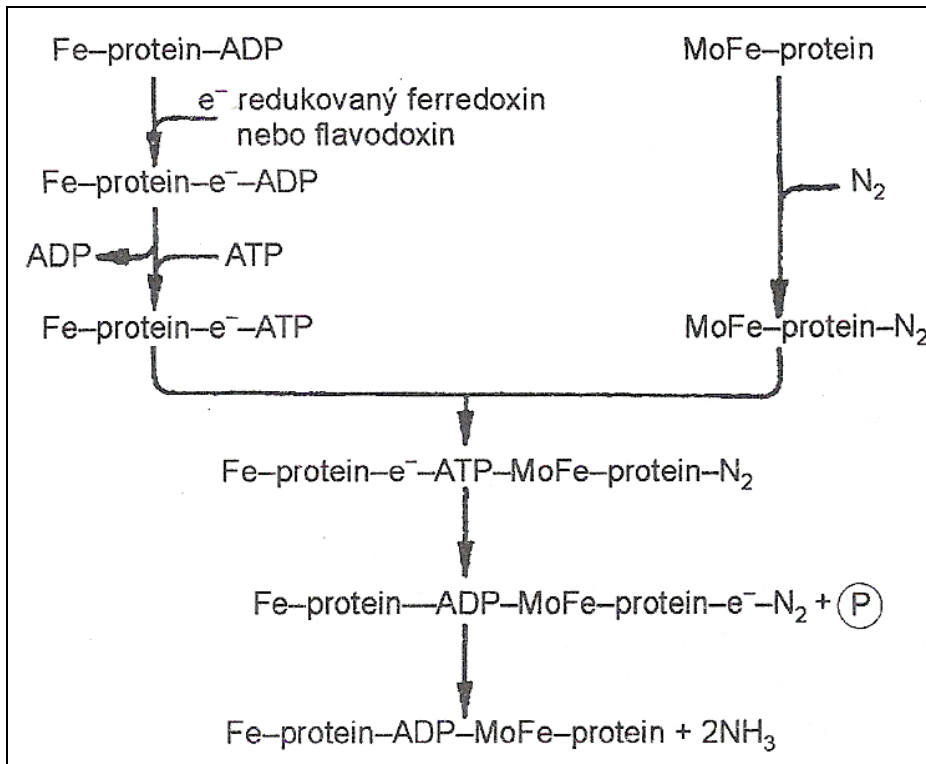 Fe–protein–ADP
MoFe–protein
e⁻ redukovaný ferredoxin
nebo flavodoxin
Fe–protein–e⁻–ADP
N₂
ADP
ATP
Fe–protein–e⁻–ATP
MoFe–protein–N₂
Fe–protein–e⁻–ATP–MoFe–protein–N₂
Fe–protein—ADP–MoFe–protein–e⁻–N₂ + P
Fe–protein–ADP–MoFe–protein + 2NH₃